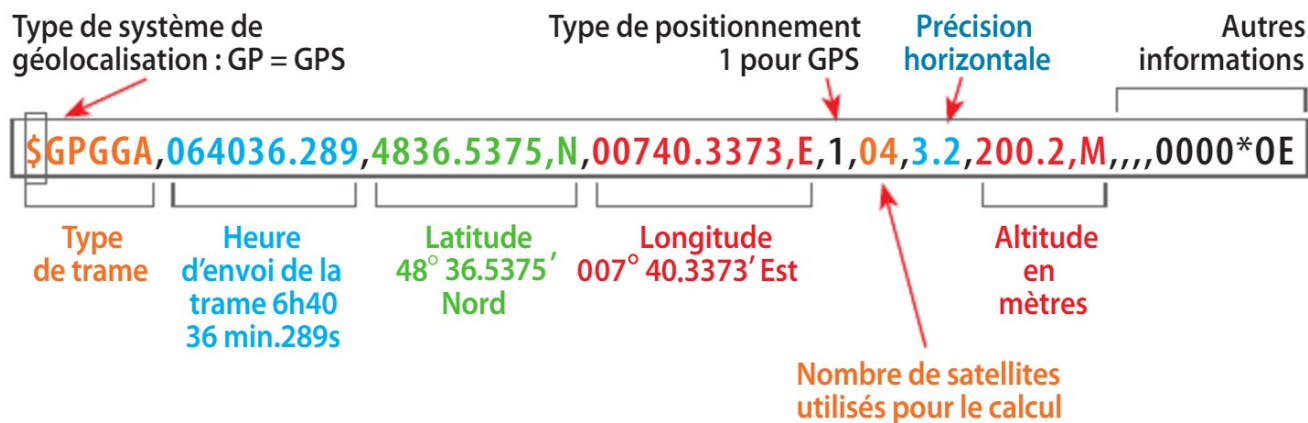 Type de système de
géolocalisation : GP = GPS
Type de positionnement
1 pour GPS
Précision
horizontale
Autres
informations
$GPGGA,064036.289,4836.5375,N,00740.3373,E,1,04,3.2,200.2,M,,,,0000*OE
Type
de trame
Heure
d'envoi de la
trame 6h40
36 min.289s
Latitude
48° 36.5375′
Nord
Longitude
007° 40.3373′ Est
Altitude
en
mètres
Nombre de satellites
utilisés pour le calcul